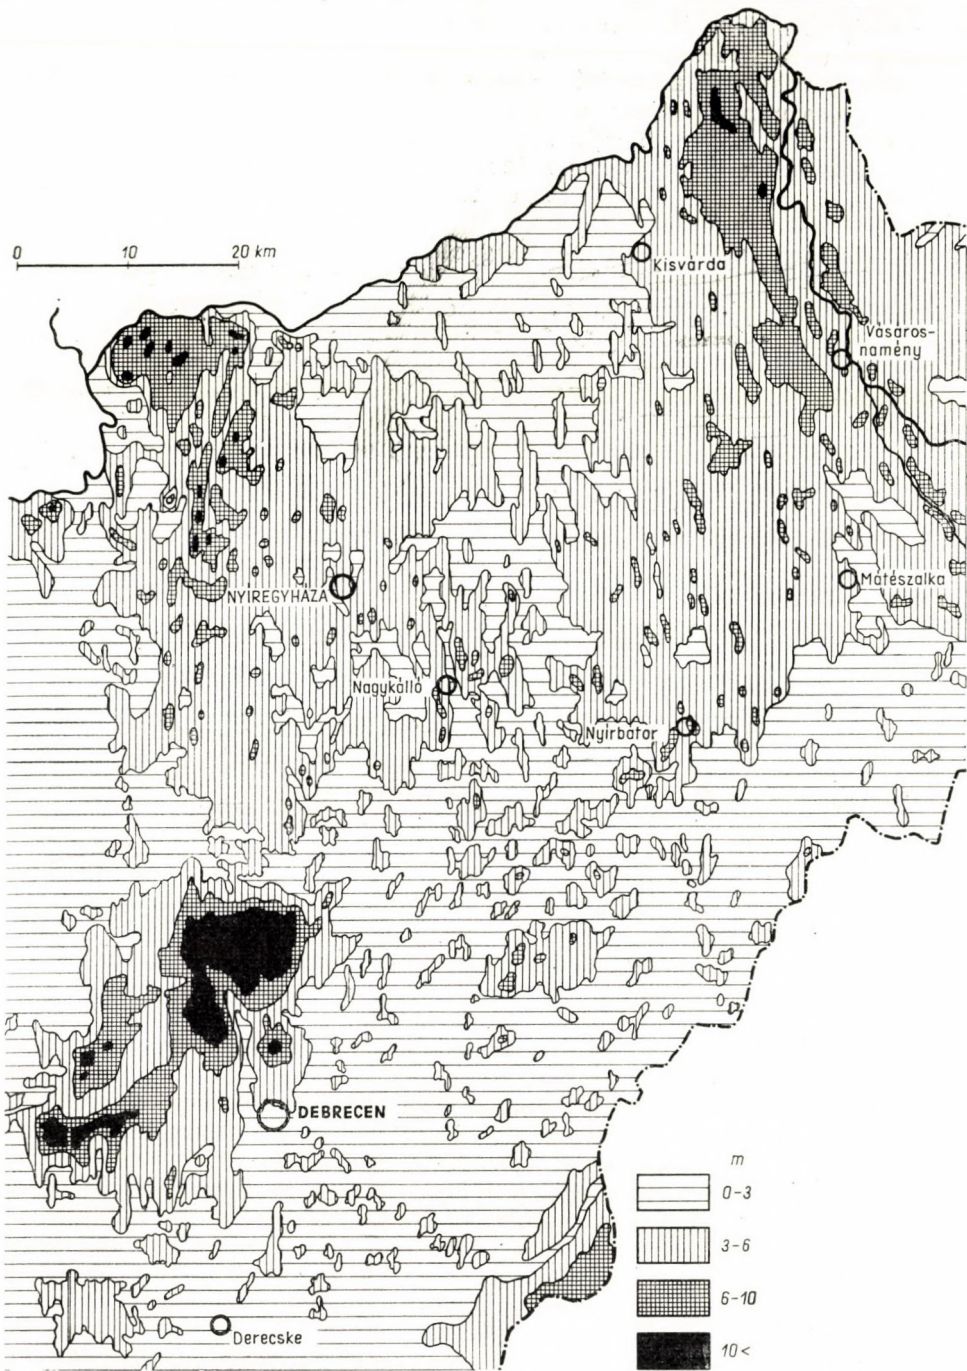 0 10 20 km
Kisvárda
Vásáros-
namény
NYÍREGYHÁZA
Mátészalka
Nagykálló
Nyírbátor
DEBRECEN
Derecske
m
0-3
3-6
6-10
10<